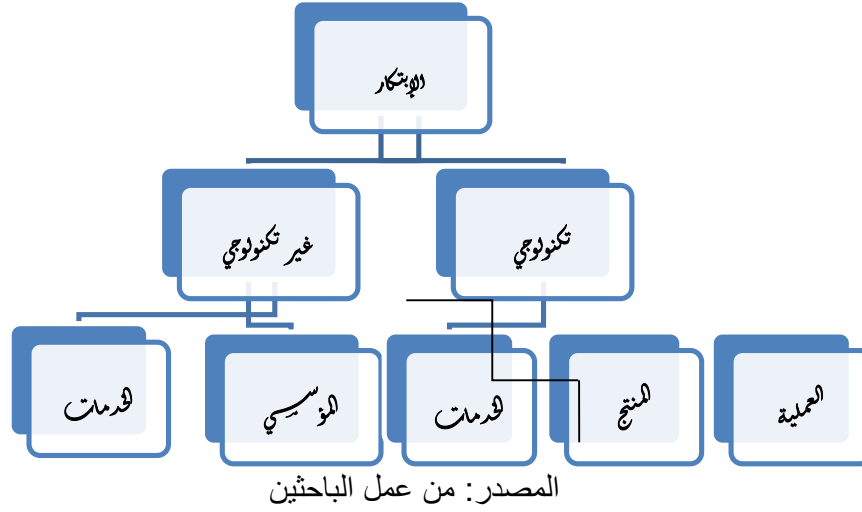 الإبتكار
تكنولوجي
غير تكنولوجي
العملية
المنتج
الخدمات
المؤسسي
الخدمات
المصدر: من عمل الباحثين